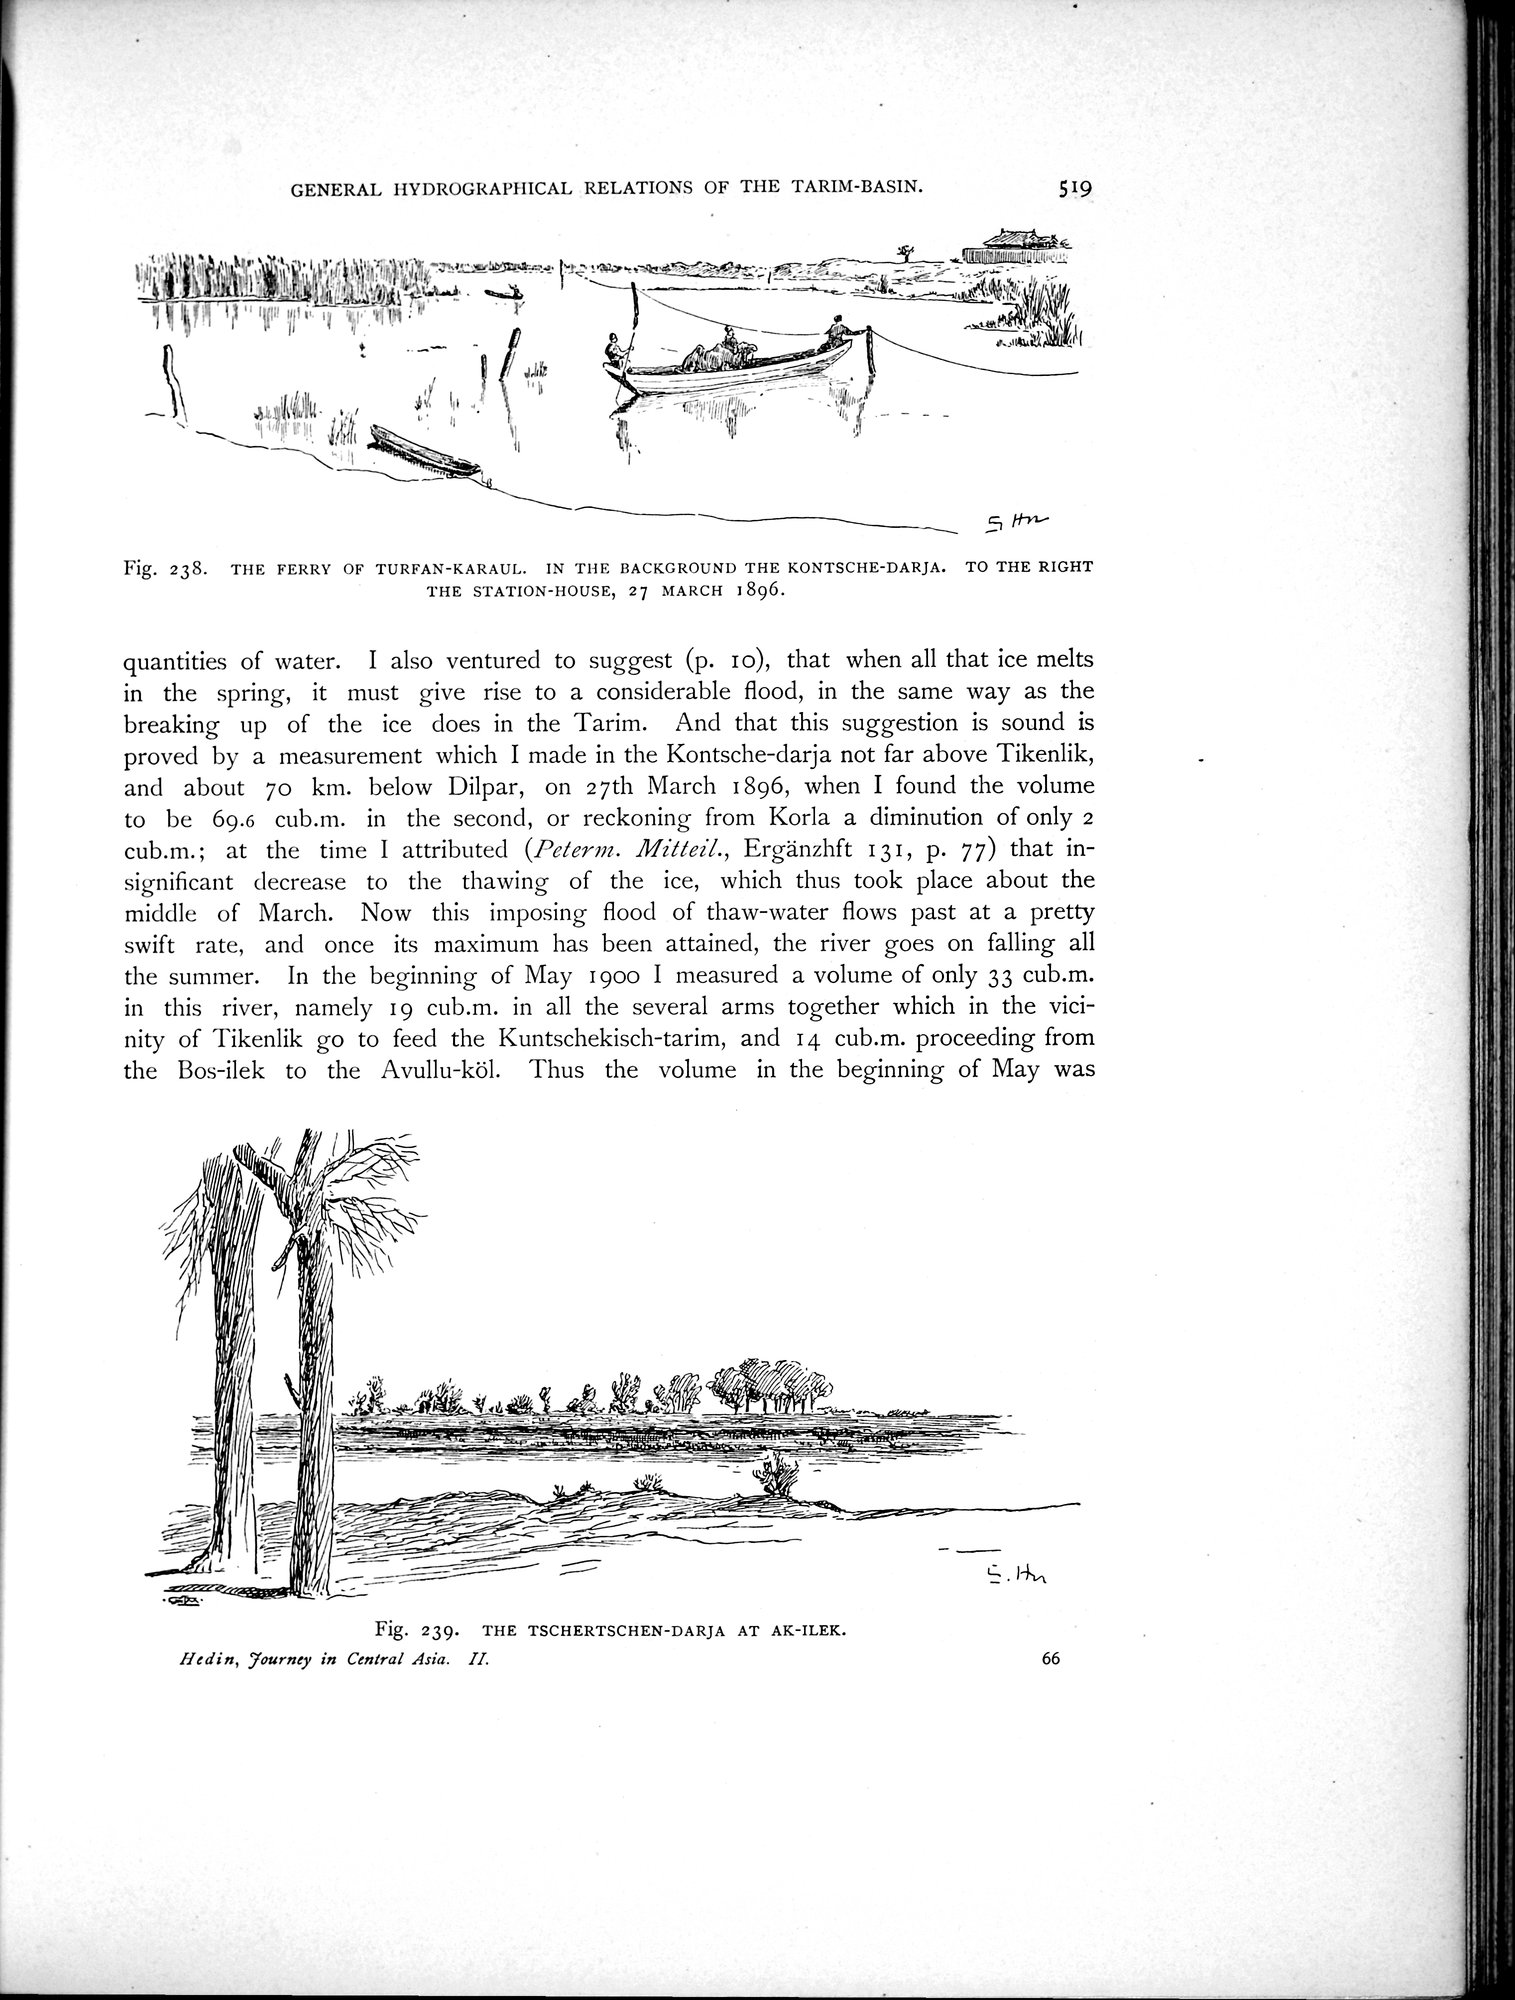 GENERAL HYDROGRAPHICAL RELATIONS OF THE TARIM-BASIN. 519
S Hn
Fig. 238. THE FERRY OF TURFAN-KARAUL. IN THE BACKGROUND THE KONTSCHE-DARJA. TO THE RIGHT
THE STATION-HOUSE, 27 MARCH 1896.
quantities of water. I also ventured to suggest (p. 10), that when all that ice melts
in the spring, it must give rise to a considerable flood, in the same way as the
breaking up of the ice does in the Tarim. And that this suggestion is sound is
proved by a measurement which I made in the Kontsche-darja not far above Tikenlik,
and about 70 km. below Dilpar, on 27th March 1896, when I found the volume
to be 69.6 cub.m. in the second, or reckoning from Korla a diminution of only 2
cub.m.; at the time I attributed (Peterm. Mitteil., Ergänzhft 131, p. 77) that in-
significant decrease to the thawing of the ice, which thus took place about the
middle of March. Now this imposing flood of thaw-water flows past at a pretty
swift rate, and once its maximum has been attained, the river goes on falling all
the summer. In the beginning of May 1900 I measured a volume of only 33 cub.m.
in this river, namely 19 cub.m. in all the several arms together which in the vici-
nity of Tikenlik go to feed the Kuntschekisch-tarim, and 14 cub.m. proceeding from
the Bos-ilek to the Avullu-köl. Thus the volume in the beginning of May was
S. Hn
Fig. 239. THE TSCHERTSCHEN-DARJA AT AK-ILEK.
Hedin, Journey in Central Asia. II. 66